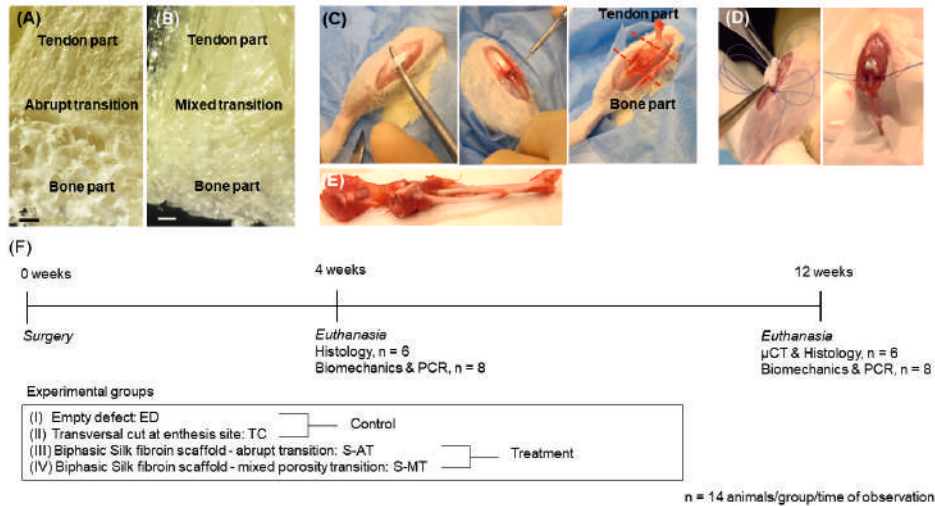 (A)
Tendon part
Abrupt transition
Bone part
(B)
Tendon part
Mixed transition
Bone part
(C)
Tendon part
Bone part
(D)
(E)
(F)
0 weeks
4 weeks
12 weeks
Surgery
Euthanasia
Histology, n = 6
Biomechanics & PCR, n = 8
Euthanasia
µCT & Histology, n = 6
Biomechanics & PCR, n = 8
Experimental groups
(I) Empty defect: ED
(II) Transversal cut at enthesis site: TC
Control
(III) Biphasic Silk fibroin scaffold - abrupt transition: S-AT
(IV) Biphasic Silk fibroin scaffold - mixed porosity transition: S-MT
Treatment
n = 14 animals/group/time of observation